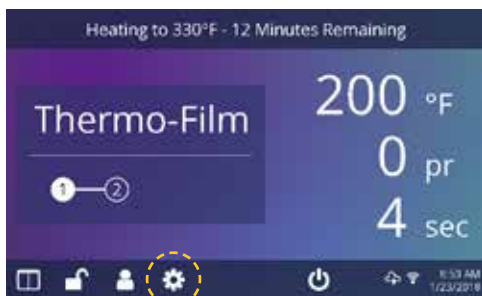 Heating to 330°F - 12 Minutes Remaining
Thermo-Film
1 2
200 °F
0 pr
4 sec
8:53 AM
1/23/2018